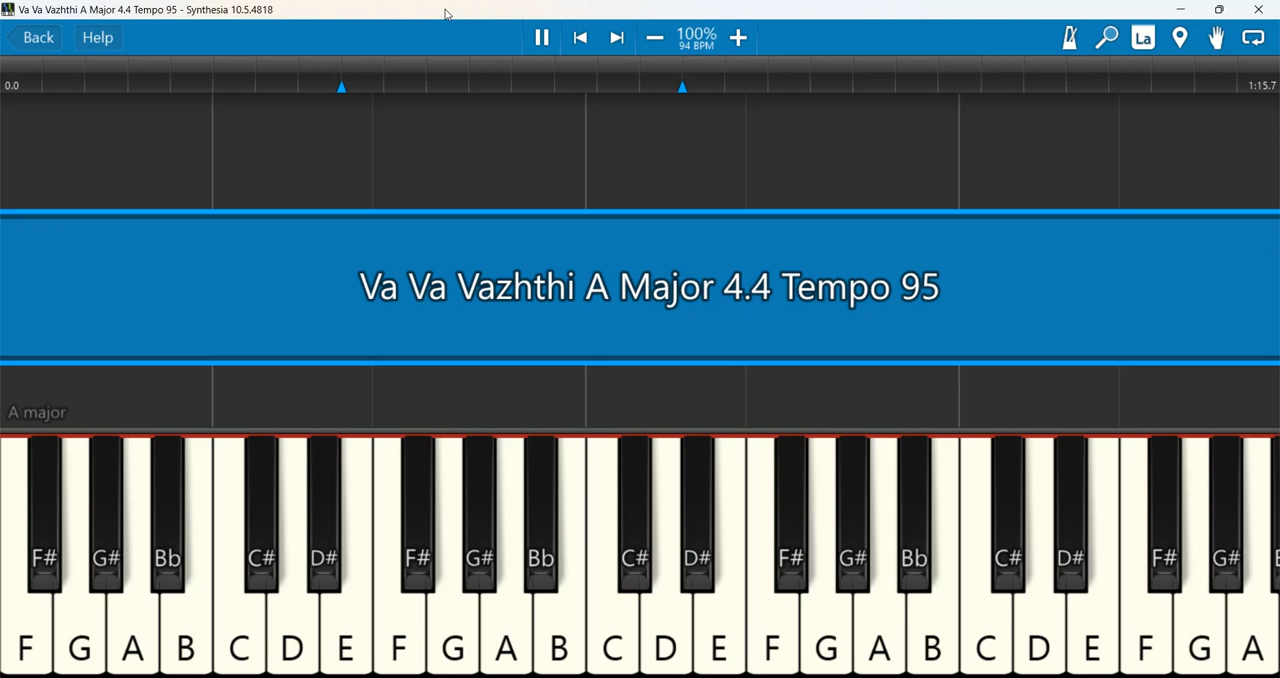 Va Va Vazhthi A Major 4.4 Tempo 95 - Synthesia 10.5.4818
Back Help 100% La
94 BPM
0.0 1:15.7
Va Va Vazhthi A Major 4.4 Tempo 95
A major
F# G# Bb C# D# F# G# Bb C# D# F# G# Bb C# D# F# G#
F G A B C D E F G A B C D E F G A B C D E F G A